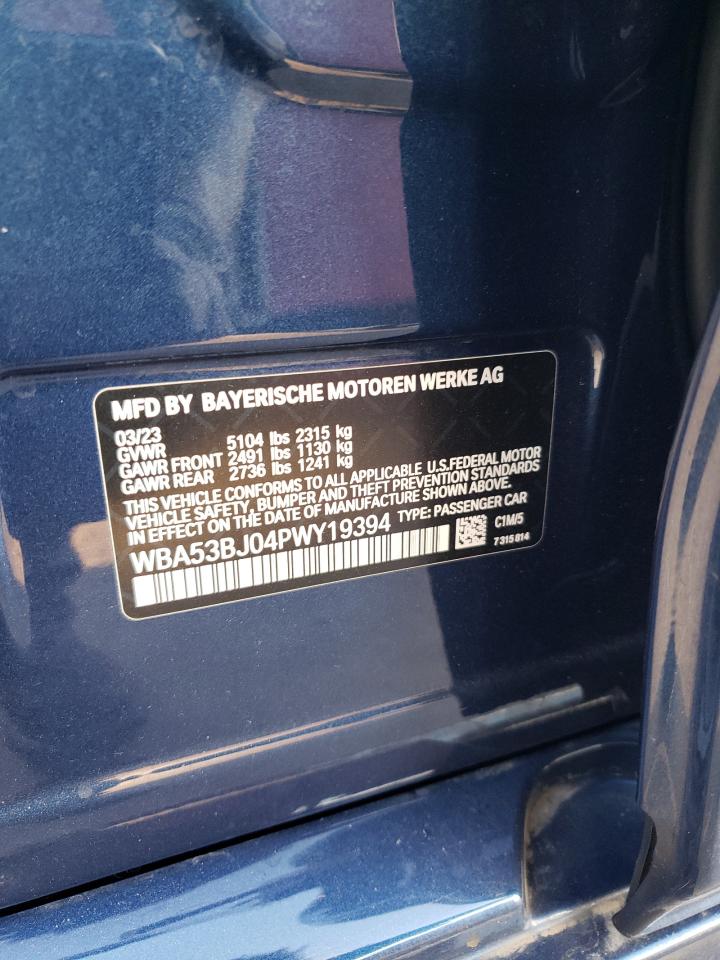 MFD BY BAYERISCHE MOTOREN WERKE AG
03/23
GVWR 5104 lbs 2315 kg
GAWR FRONT 2491 lbs 1130 kg
GAWR REAR 2736 lbs 1241 kg
THIS VEHICLE CONFORMS TO ALL APPLICABLE U.S.FEDERAL MOTOR
VEHICLE SAFETY, BUMPER AND THEFT PREVENTION STANDARDS
IN EFFECT ON THE DATE OF MANUFACTURE SHOWN ABOVE.
WBA53BJ04PWY19394 TYPE: PASSENGER CAR
C1M/5
7315814